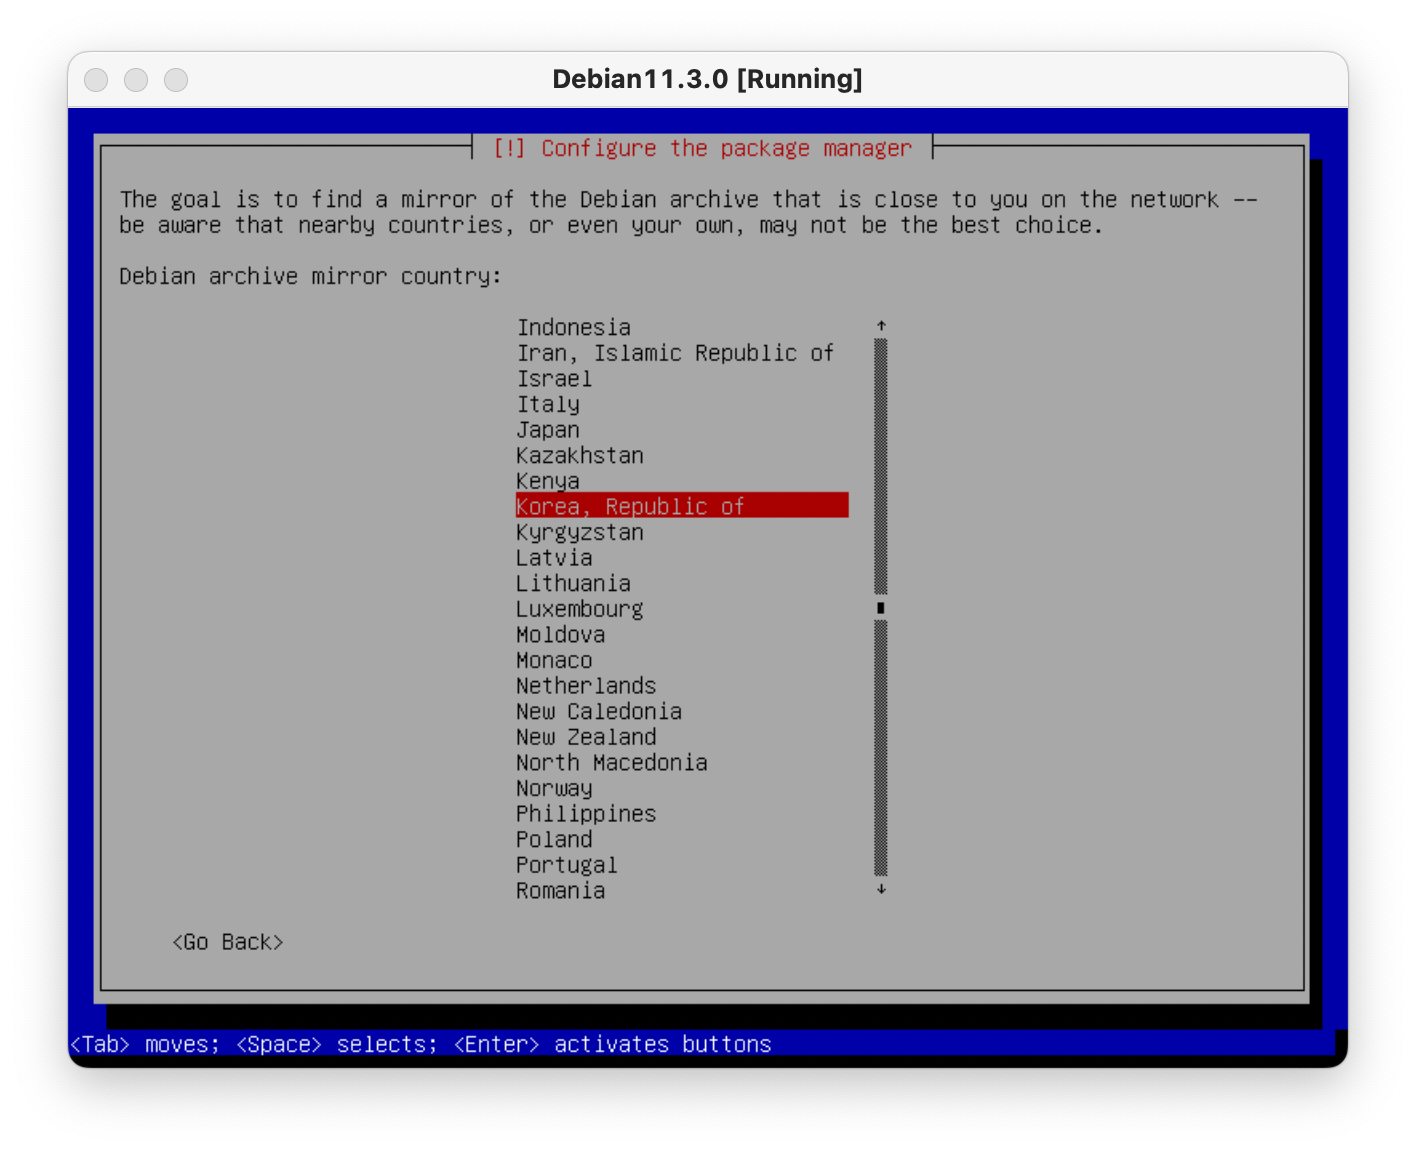 Debian11.3.0 [Running]
[!] Configure the package manager
The goal is to find a mirror of the Debian archive that is close to you on the network --
be aware that nearby countries, or even your own, may not be the best choice.
Debian archive mirror country:
Indonesia
Iran, Islamic Republic of
Israel
Italy
Japan
Kazakhstan
Kenya
Korea, Republic of
Kyrgyzstan
Latvia
Lithuania
Luxembourg
Moldova
Monaco
Netherlands
New Caledonia
New Zealand
North Macedonia
Norway
Philippines
Poland
Portugal
Romania
<Go Back>
<Tab> moves; <Space> selects; <Enter> activates buttons